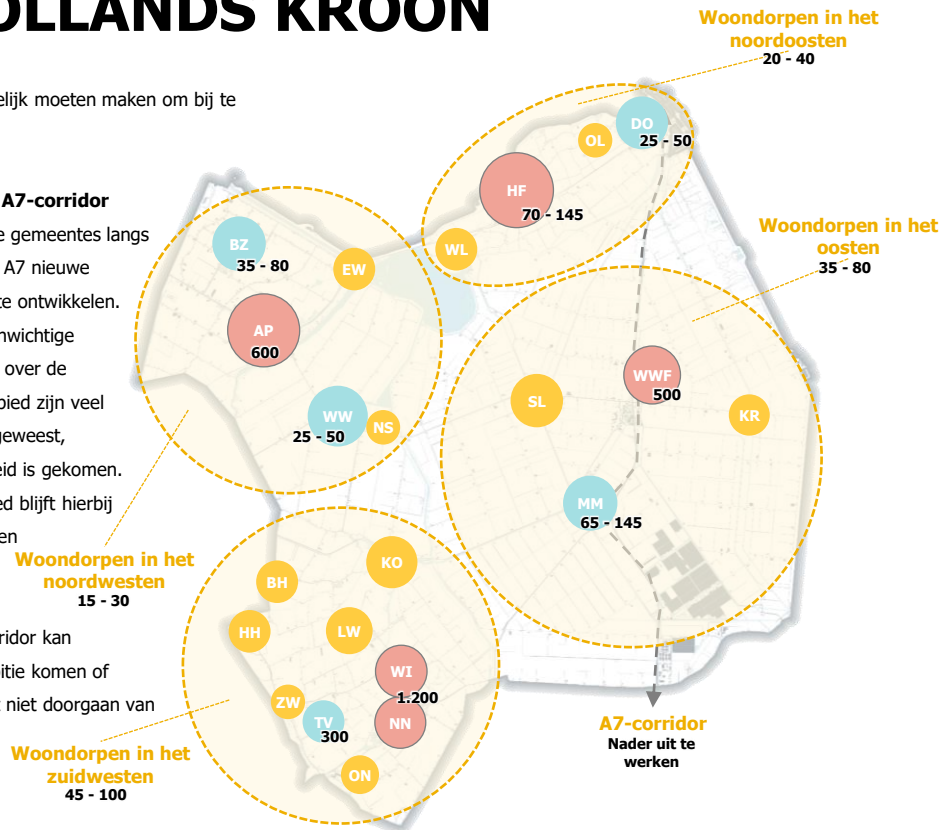 OLLANDS KROON
elijk moeten maken om bij te
A7-corridor
e gemeentes langs
A7 nieuwe
te ontwikkelen.
nwichtige
over de
bied zijn veel
geweest,
eid is gekomen.
ed blijft hierbij
en
ridor kan
bitie komen of
t niet doorgaan van
Woondorpen in het
noordoosten
20 - 40
DO
25 - 50
OL
HF
70 - 145
WL
Woondorpen in het
oosten
35 - 80
BZ
35 - 80
EW
AP
600
WW
25 - 50
NS
WWF
500
SL
KR
MM
65 - 145
Woondorpen in het
noordwesten
15 - 30
KO
BH
HH
LW
WI
1.200
NN
ZW
TV
300
ON
Woondorpen in het
zuidwesten
45 - 100
A7-corridor
Nader uit te
werken